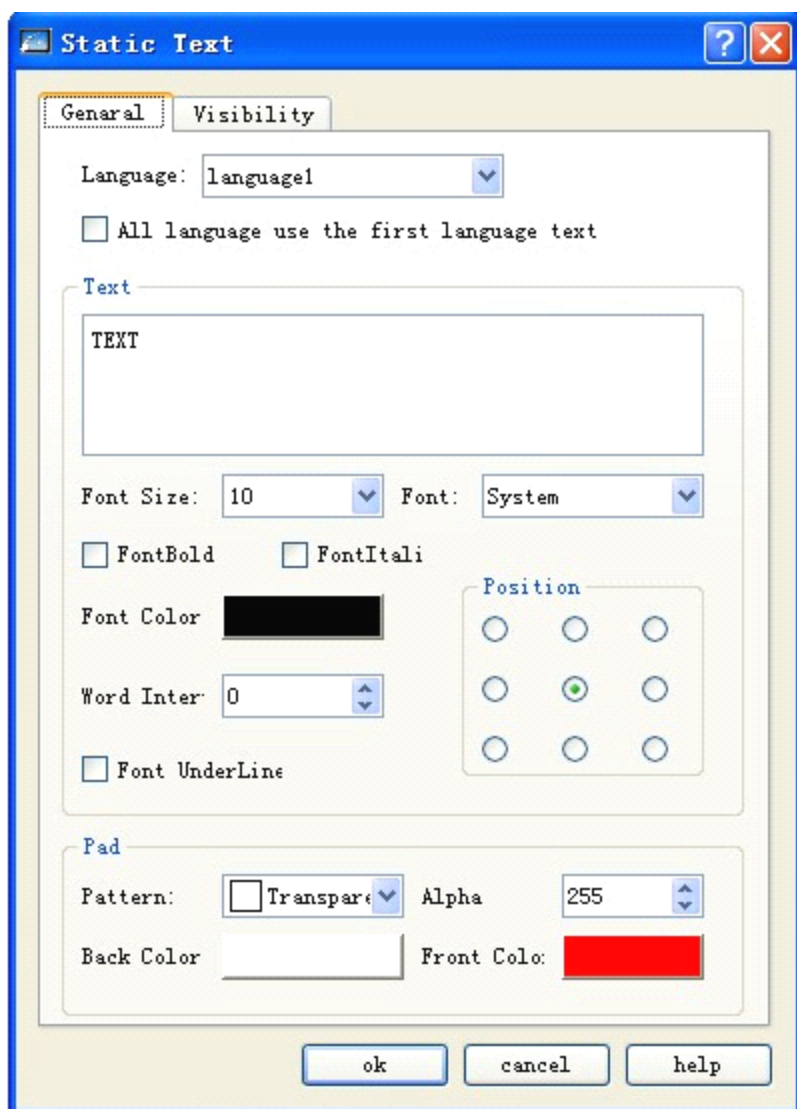 Static Text
Genaral Visibility
Language: language1
All language use the first language text
Text
TEXT
Font Size: 10 Font: System
FontBold FontItali
Position
Font Color
Word Inter 0
Font UnderLine
Pad
Pattern: Transpare Alpha 255
Back Color Front Colo:
ok cancel help